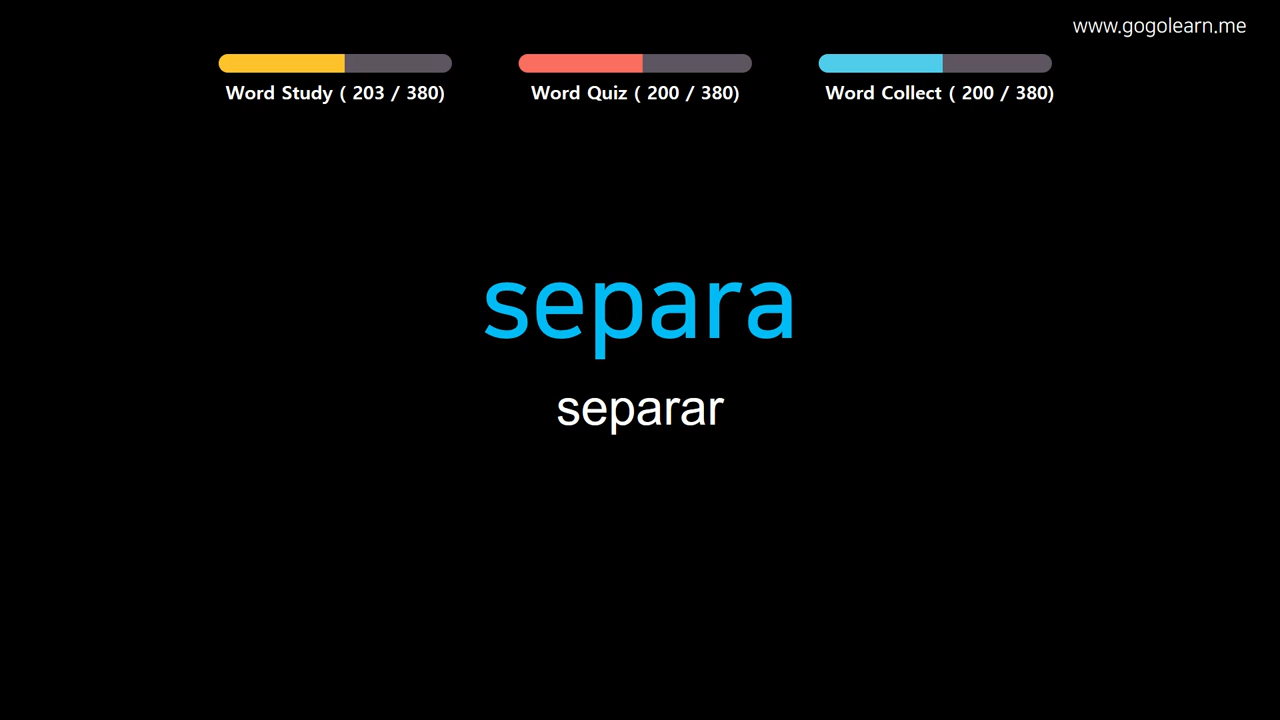 www.gogolearn.me
Word Study ( 203 / 380)
Word Quiz ( 200 / 380)
Word Collect ( 200 / 380)
separa
separar